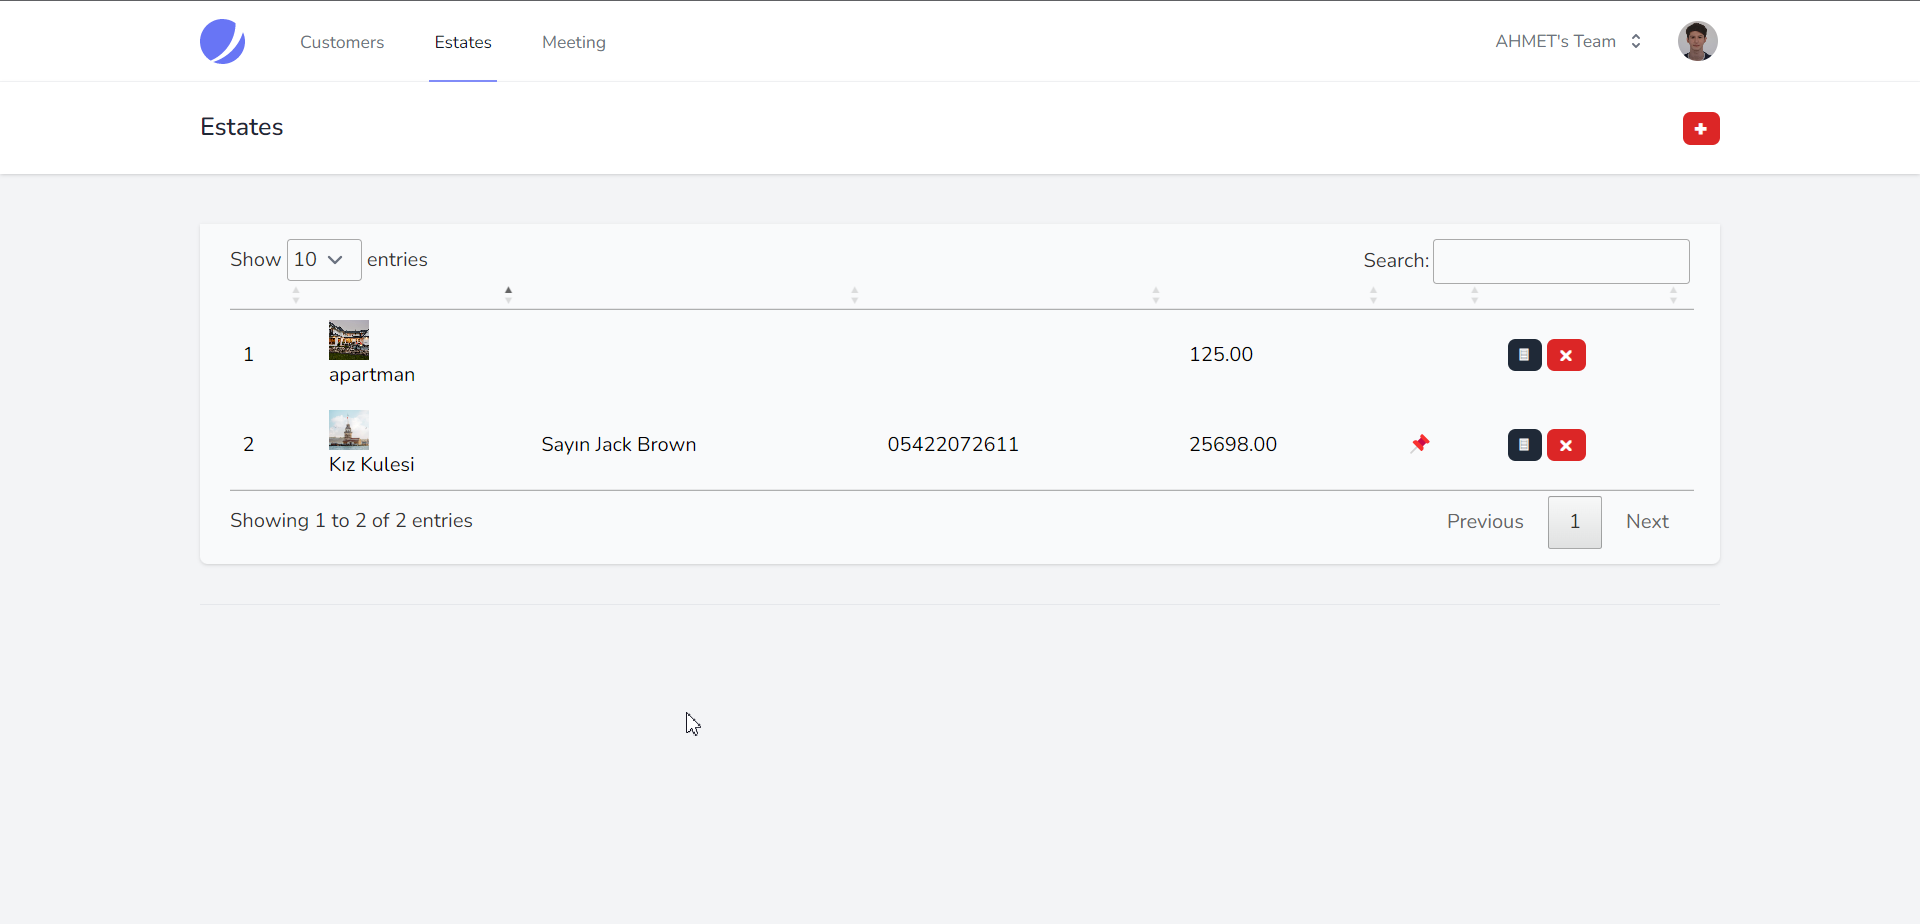 Customers
Estates
Meeting
AHMET's Team
Estates
Show 10 entries
Search:
1
apartman
125.00
2
Kız Kulesi
Sayın Jack Brown
05422072611
25698.00
Showing 1 to 2 of 2 entries
Previous
1
Next